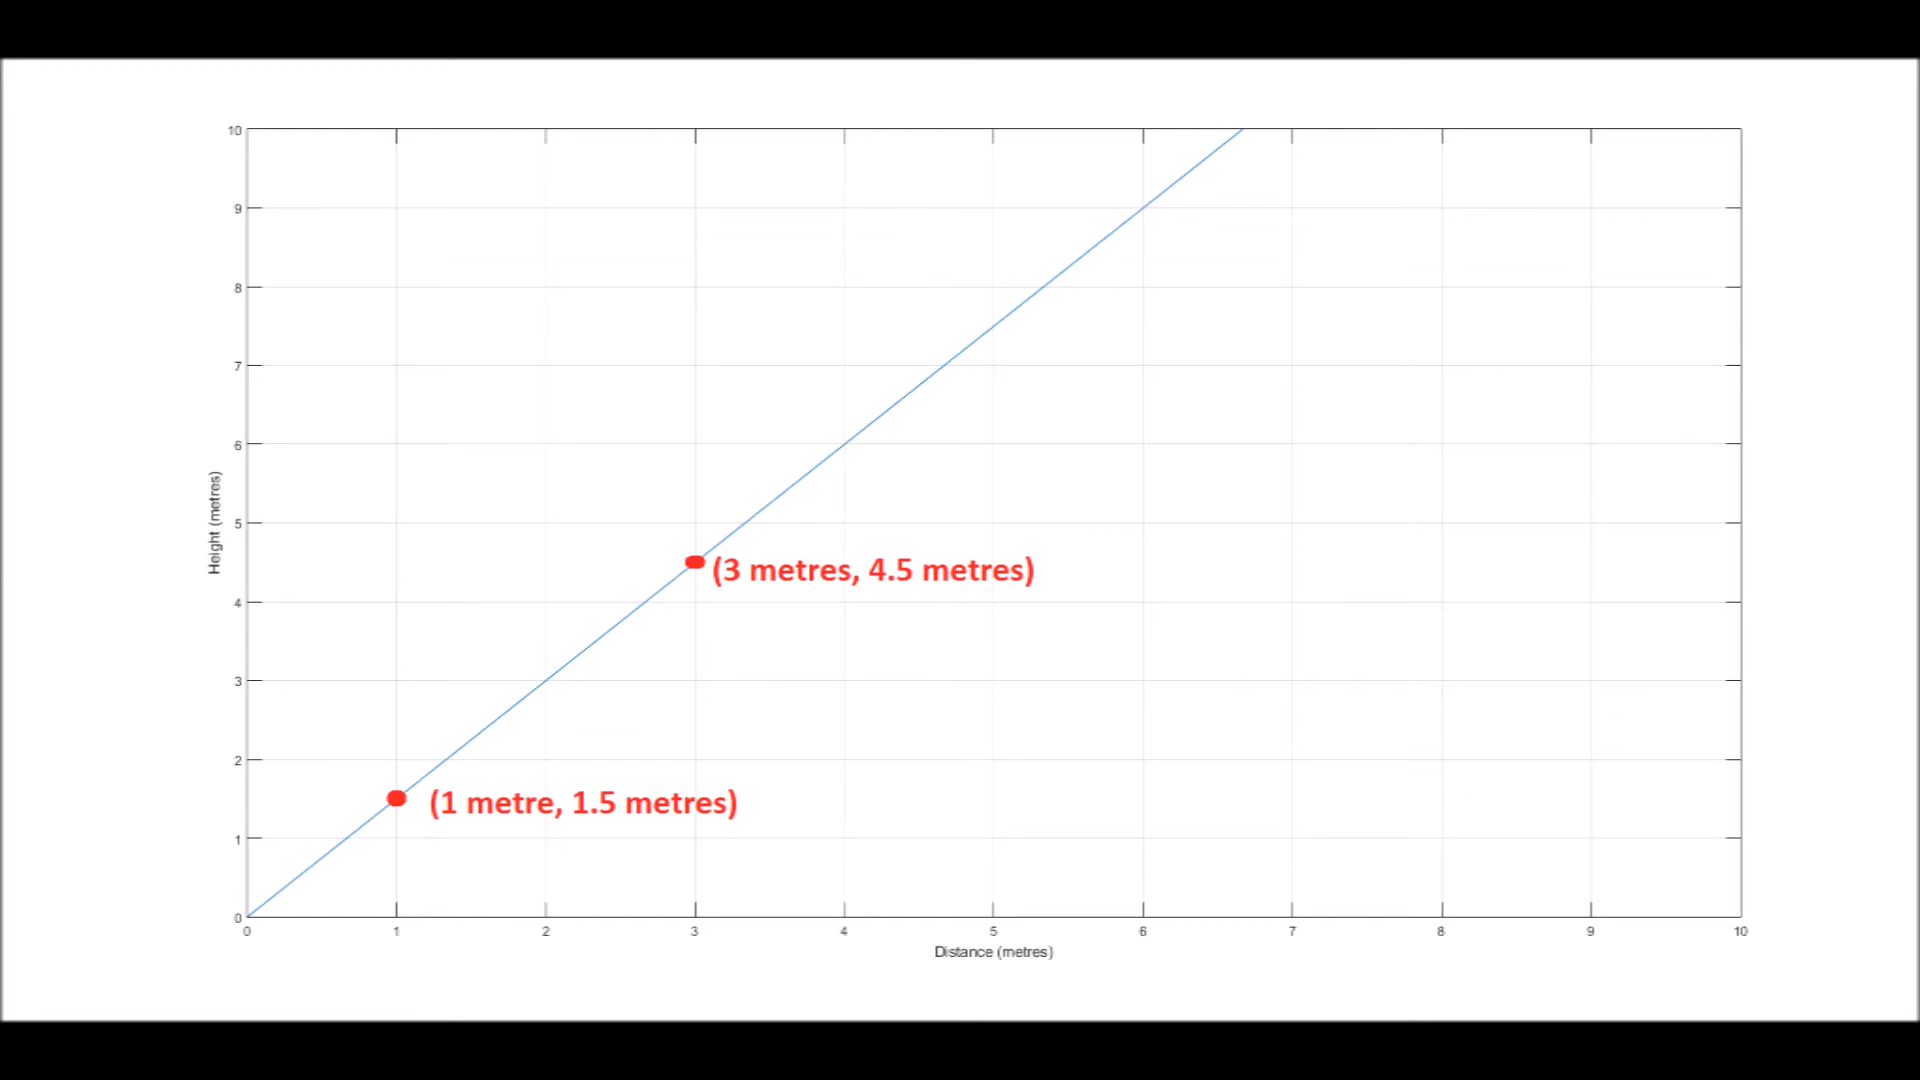 10
9
8
7
6
5
4
3
2
1
0
Height (metres)
(3 metres, 4.5 metres)
(1 metre, 1.5 metres)
0 1 2 3 4 5 6 7 8 9 10
Distance (metres)